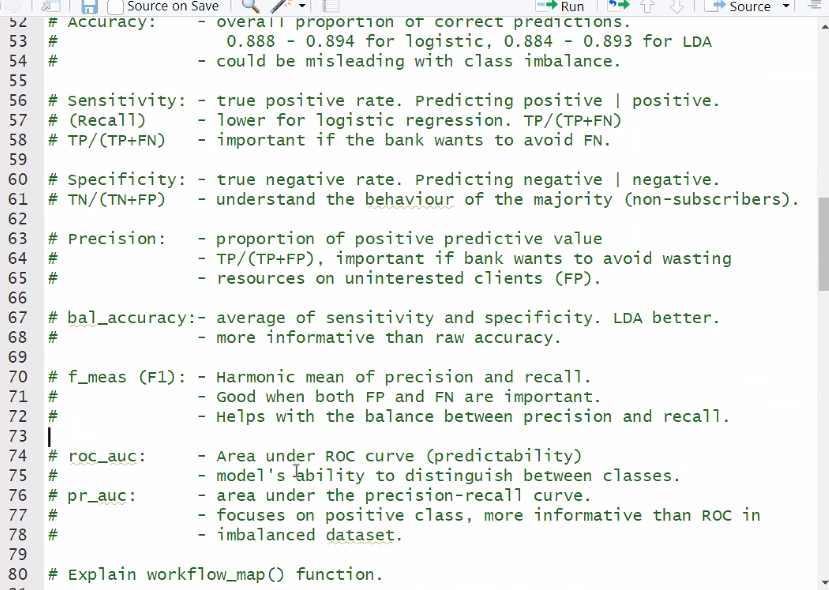 Source on Save Run Source
52 # Accuracy: - overall proportion of correct predictions.
53 # 0.888 - 0.894 for logistic, 0.884 - 0.893 for LDA
54 # - could be misleading with class imbalance.
55
56 # Sensitivity: - true positive rate. Predicting positive | positive.
57 # (Recall) - lower for logistic regression. TP/(TP+FN)
58 # TP/(TP+FN) - important if the bank wants to avoid FN.
59
60 # Specificity: - true negative rate. Predicting negative | negative.
61 # TN/(TN+FP) - understand the behaviour of the majority (non-subscribers).
62
63 # Precision: - proportion of positive predictive value
64 # - TP/(TP+FP), important if bank wants to avoid wasting
65 # - resources on uninterested clients (FP).
66
67 # bal_accuracy:- average of sensitivity and specificity. LDA better.
68 # - more informative than raw accuracy.
69
70 # f_meas (F1): - Harmonic mean of precision and recall.
71 # - Good when both FP and FN are important.
72 # - Helps with the balance between precision and recall.
73
74 # roc_auc: - Area under ROC curve (predictability)
75 # - model's ability to distinguish between classes.
76 # pr_auc: - area under the precision-recall curve.
77 # - focuses on positive class, more informative than ROC in
78 # - imbalanced dataset.
79
80 # Explain workflow_map() function.